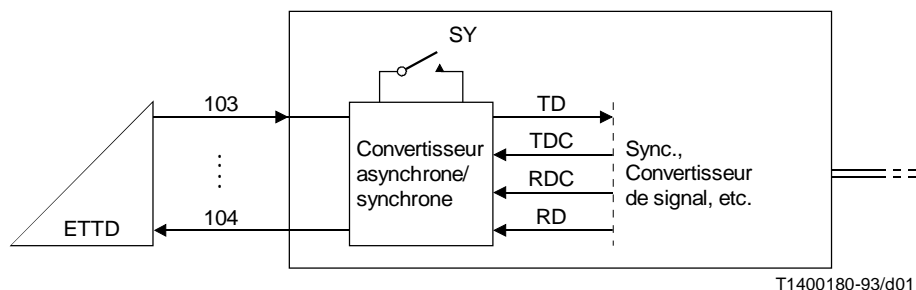 SY
103
TD
TDC
RDC
RD
104
ETTD
Convertisseur
asynchrone/
synchrone
Sync.,
Convertisseur
de signal, etc.
T1400180-93/d01